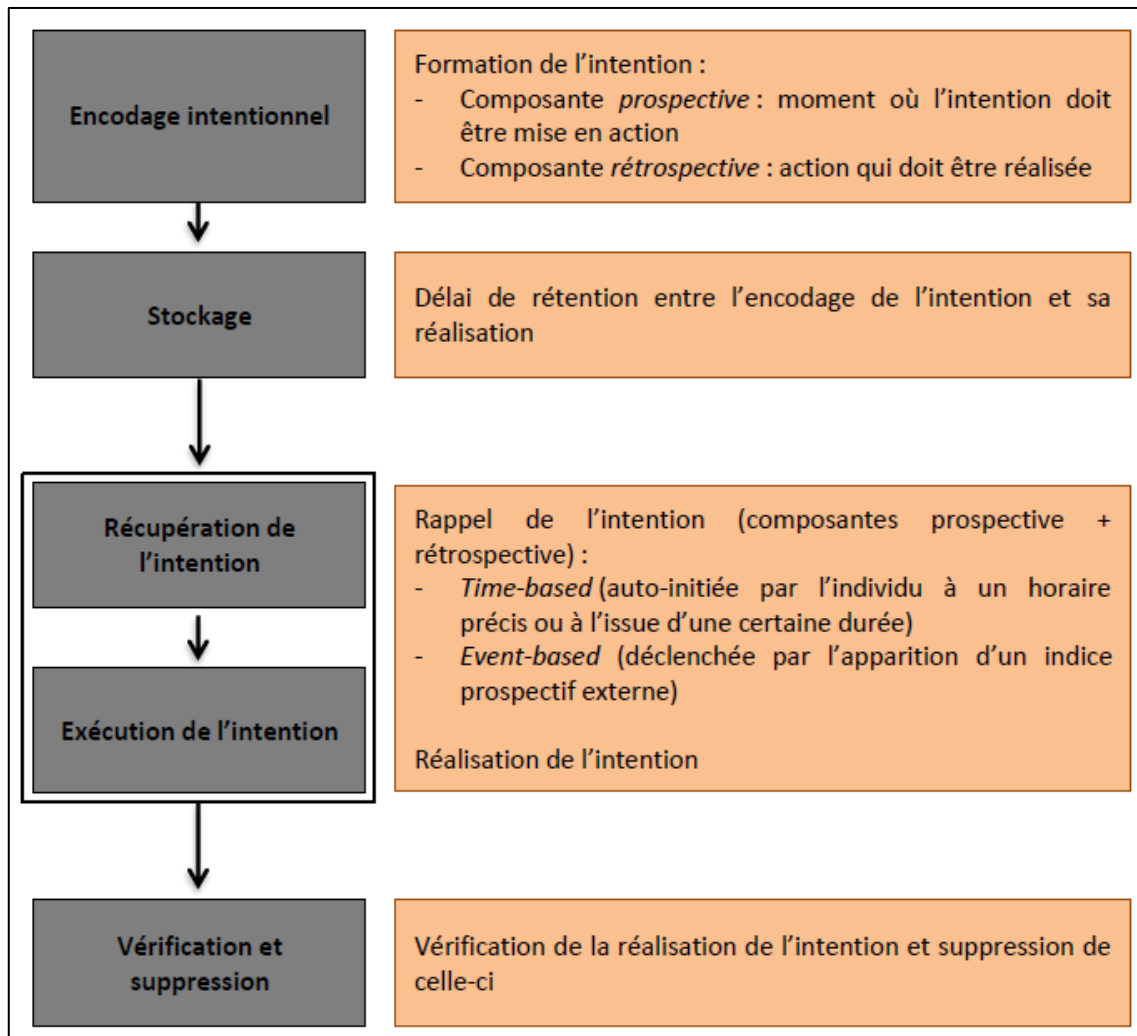 Encodage intentionnel
Formation de l’intention :
- Composante prospective : moment où l’intention doit
être mise en action
- Composante rétrospective : action qui doit être réalisée
Stockage
Délai de rétention entre l’encodage de l’intention et sa
réalisation
Récupération de
l’intention
Exécution de l’intention
Rappel de l’intention (composantes prospective +
rétrospective) :
- Time-based (auto-initiée par l’individu à un horaire
précis ou à l’issue d’une certaine durée)
- Event-based (déclenchée par l’apparition d’un indice
prospectif externe)
Réalisation de l’intention
Vérification et
suppression
Vérification de la réalisation de l’intention et suppression de
celle-ci